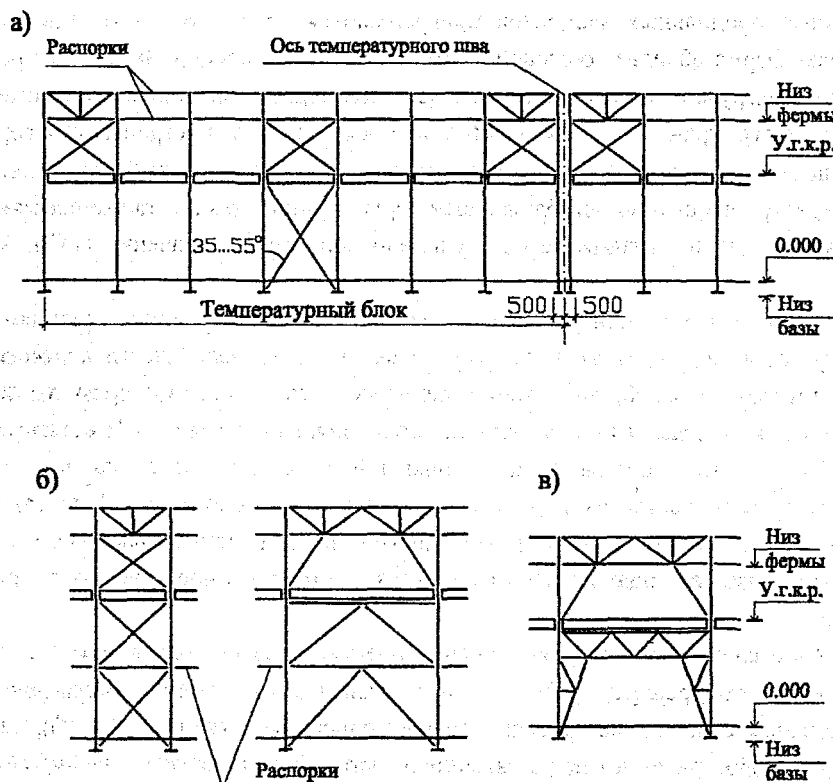 а)
Распорки
Ось температурного шва
Низ
фермы
У.г.к.р.
35...55°
0.000
Температурный блок
500
500
Низ
базы
б)
в)
Низ
фермы
У.г.к.р.
0.000
Распорки
Низ
базы